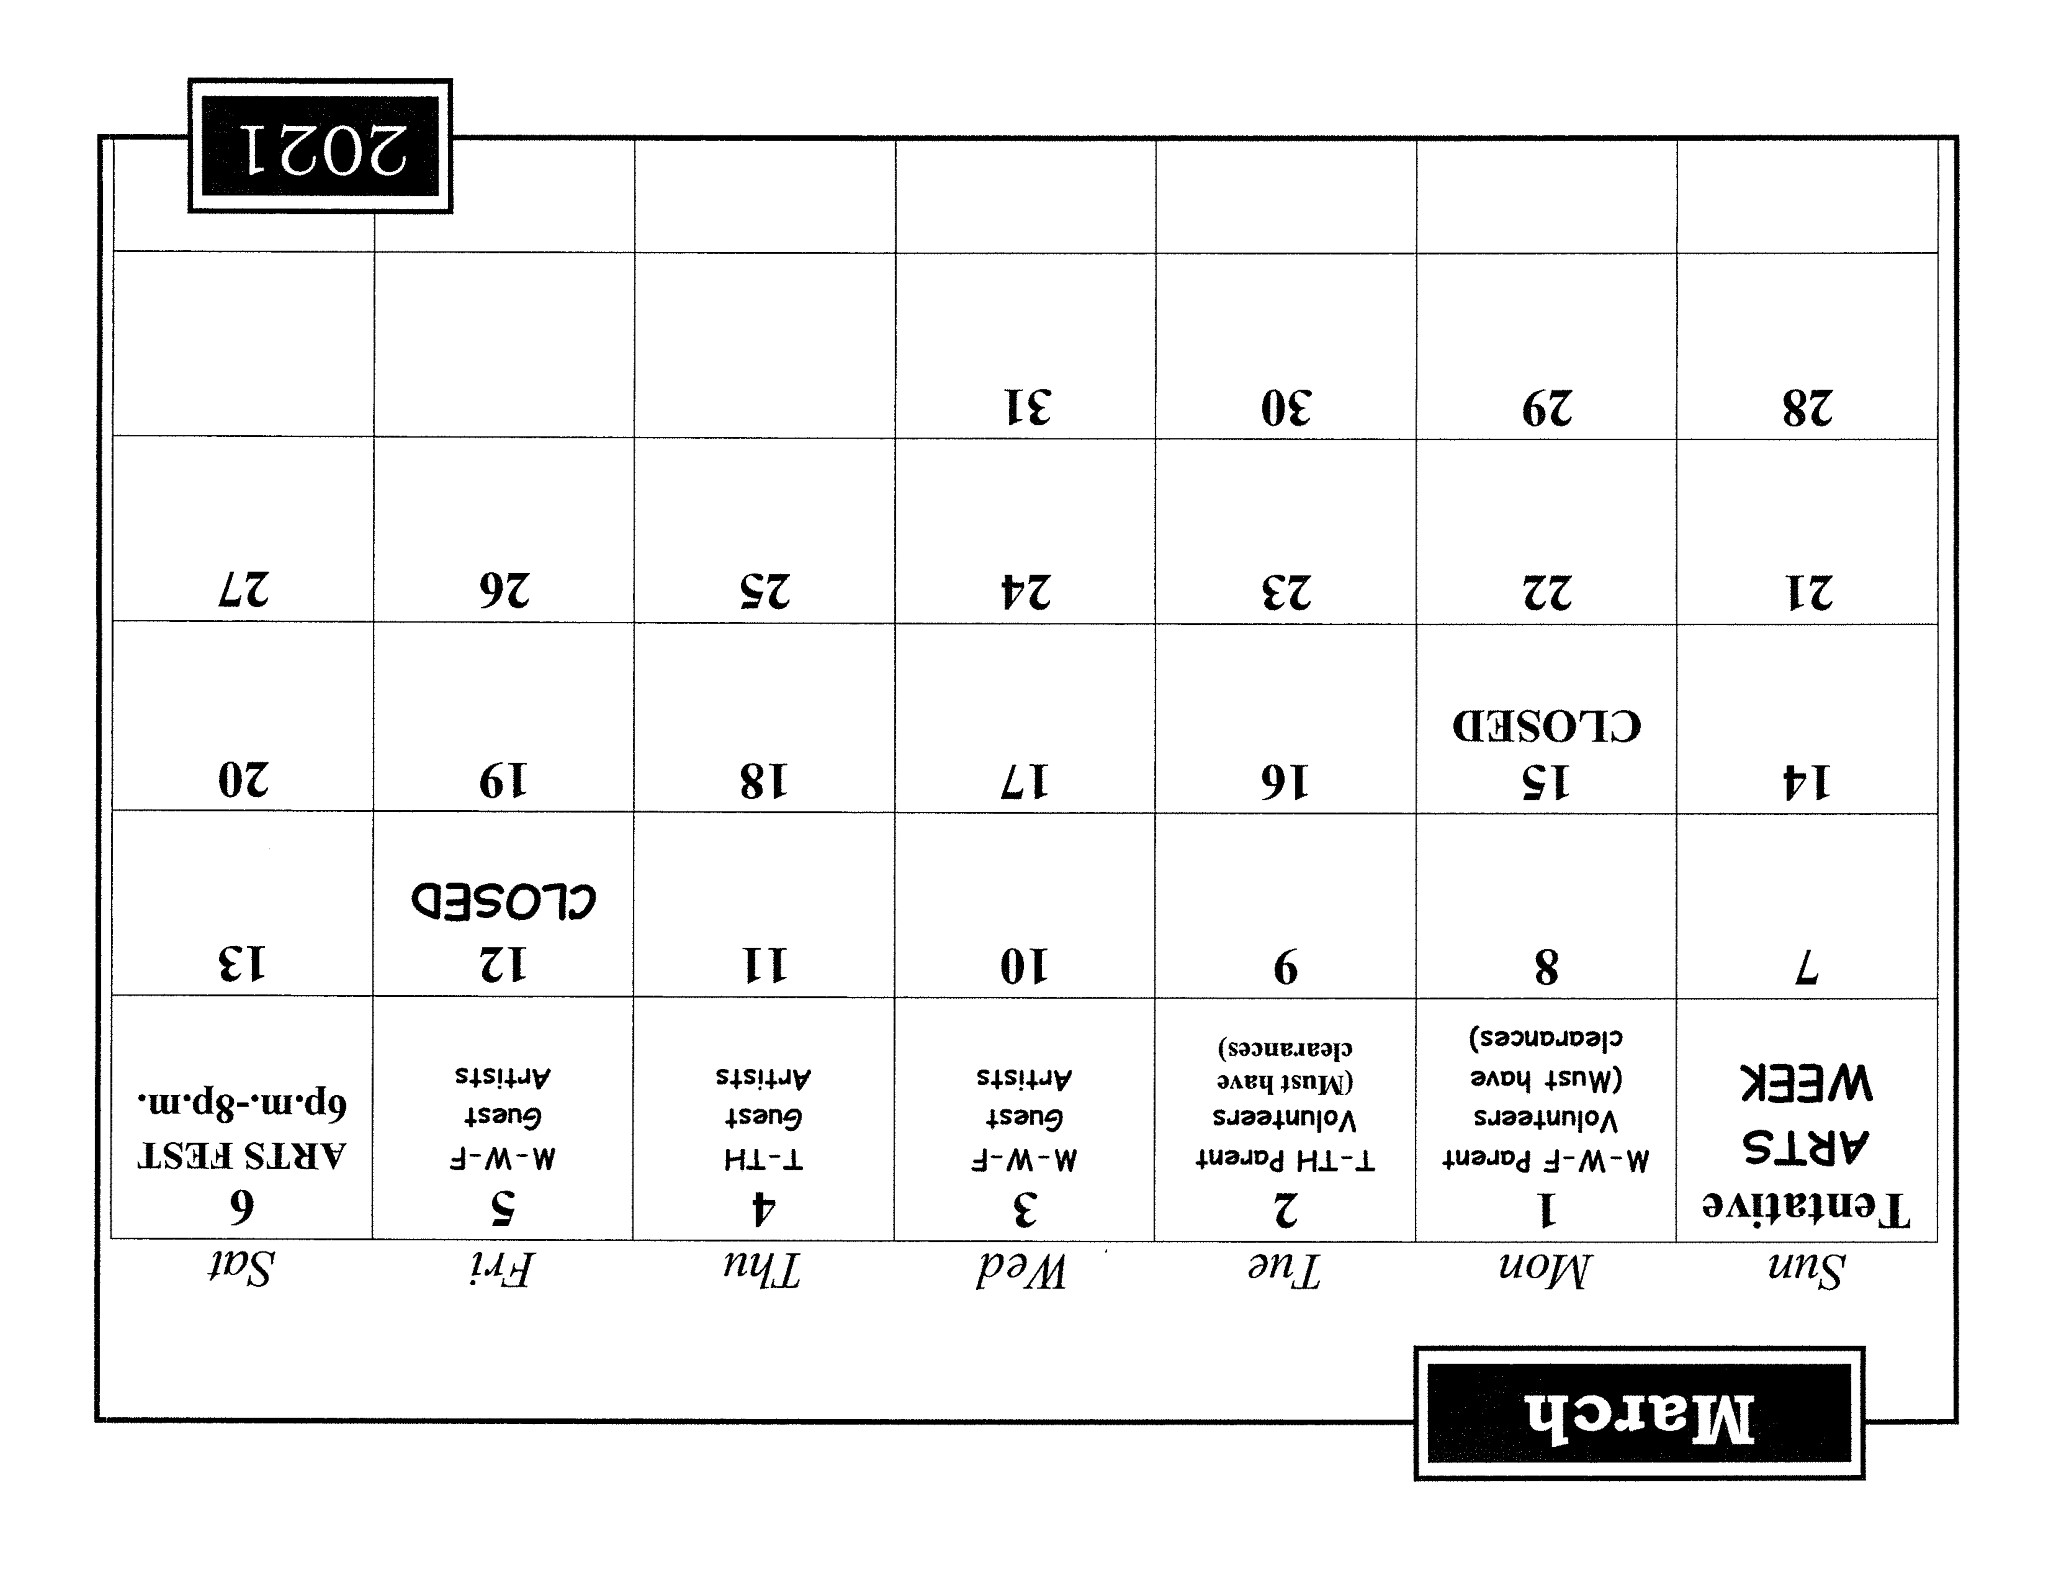 March
Sun Mon Tue Wed Thu Fri Sat
Tentative
ARTS
WEEK
1
M-W-F Parent
Volunteers
(Must have
clearances)
2
T-TH Parent
Volunteers
(Must have
clearances)
3
M-W-F
Guest
Artists
4
T-TH
Guest
Artists
5
M-W-F
Guest
Artists
6
ARTS FEST
6p.m.-8p.m.
7
8
9
10
11
12
CLOSED
13
14
15
CLOSED
16
17
18
19
20
21
22
23
24
25
26
27
28
29
30
31
2021